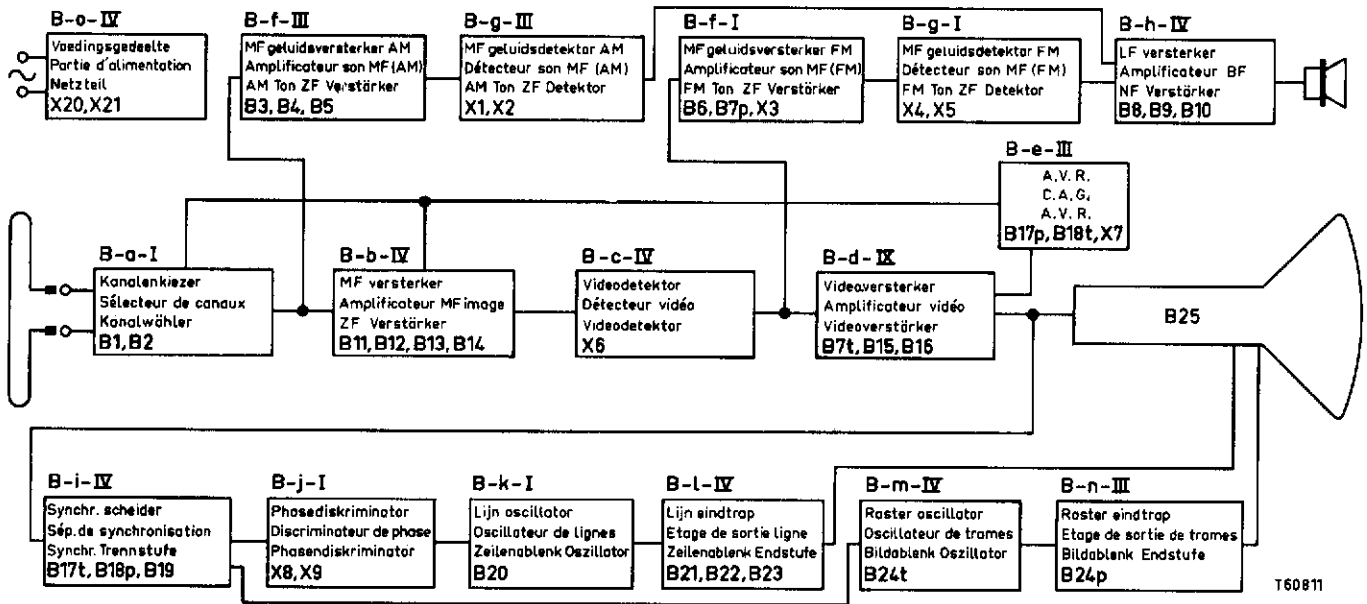 B-o-IV
Voedingsgedeelte
Partie d'alimentation
Netzteil
X20, X21
B-f-III
MF geluidsversterker AM
Amplificateur son MF (AM)
AM Ton ZF Verstärker
B3, B4, B5
B-g-III
MF geluidsdetektor AM
Détecteur son MF (AM)
AM Ton ZF Detektor
X1, X2
B-f-I
MF geluidsversterker FM
Amplificateur son MF (FM)
FM Ton ZF Verstärker
B6, B7p, X3
B-g-I
MF geluidsdetektor FM
Détecteur son MF (FM)
FM Ton ZF Detektor
X4, X5
B-h-IV
LF versterker
Amplificateur BF
NF Verstärker
B8, B9, B10
B-e-III
A.V.R.
C.A.G.
A.V.R.
B17p, B18t, X7
B-a-I
Kanalenkiezer
Sélecteur de canaux
Kanalwähler
B1, B2
B-b-IV
MF versterker
Amplificateur MF image
ZF Verstärker
B11, B12, B13, B14
B-c-IV
Videodetektor
Détecteur vidéo
Videodetektor
X6
B-d-IX
Videoversterker
Amplificateur vidéo
Videoverstärker
B7t, B15, B16
B25
B-i-IV
Synchr. scheider
Sép. de synchronisation
Synchr. Trennstufe
B17t, B18p, B19
B-j-I
Phasediskriminator
Discriminateur de phase
Phasendiskriminator
X8, X9
B-k-I
Lijn oscillator
Oscillateur de lignes
Zeilenablenk Oszillator
B20
B-l-IV
Lijn eindtrap
Etage de sortie ligne
Zeilenablenk Endstufe
B21, B22, B23
B-m-IV
Raster oscillator
Oscillateur de trames
Bildablenk Oszillator
B24t
B-n-III
Raster eindtrap
Etage de sortie de trames
Bildablenk Endstufe
B24p
T60811